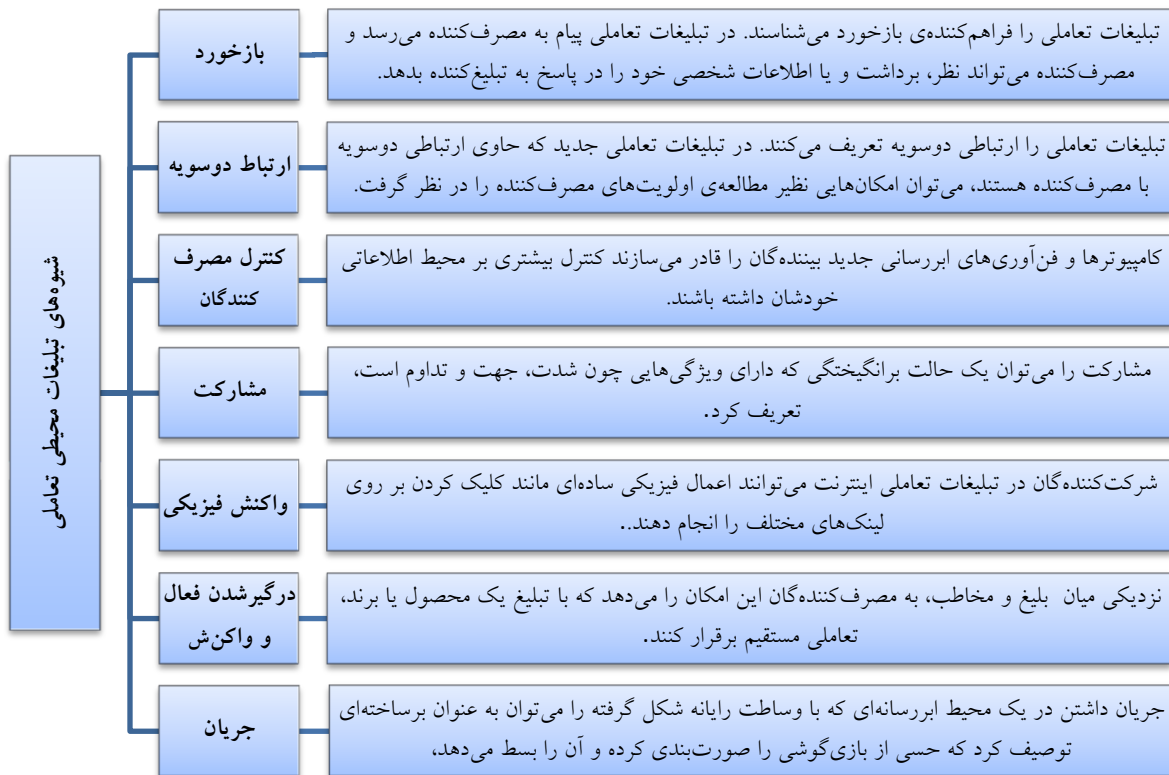 شیوه‌های تبلیغات محیطی تعاملی
بازخورد
تبلیغات تعاملی را فراهم‌کننده‌ی بازخورد می‌شناسند. در تبلیغات تعاملی پیام به مصرف‌کننده می‌رسد و
مصرف‌کننده می‌تواند نظر، برداشت و یا اطلاعات شخصی خود را در پاسخ به تبلیغ‌کننده بدهد.
ارتباط دوسویه
تبلیغات تعاملی را ارتباطی دوسویه تعریف می‌کنند. در تبلیغات تعاملی جدید که حاوی ارتباطی دوسویه
با مصرف‌کننده هستند، می‌توان امکان‌هایی نظیر مطالعه‌ی اولویت‌های مصرف‌کننده را در نظر گرفت.
کنترل مصرف
کنندگان
کامپیوترها و فن‌آوری‌های ابررسانی جدید بیننده‌گان را قادر می‌سازند کنترل بیشتری بر محیط اطلاعاتی
خودشان داشته باشند.
مشارکت
مشارکت را می‌توان یک حالت برانگیختگی که دارای ویژگی‌هایی چون شدت، جهت و تداوم است،
تعریف کرد.
واکنش فیزیکی
شرکت‌کننده‌گان در تبلیغات تعاملی اینترنت می‌توانند اعمال فیزیکی ساده‌ای مانند کلیک کردن بر روی
لینک‌های مختلف را انجام دهند..
درگیرشدن فعال
و واکن‌ش
نزدیکی میان بلیغ و مخاطب، به مصرف‌کننده‌گان این امکان را می‌دهد که با تبلیغ یک محصول یا برند،
تعاملی مستقیم برقرار کنند.
جریان
جریان داشتن در یک محیط ابررسانه‌ای که با وساطت رایانه شکل گرفته را می‌توان به عنوان برساخته‌ای
توصیف کرد که حسی از بازی‌گوشی را صورت‌بندی کرده و آن را بسط می‌دهد،